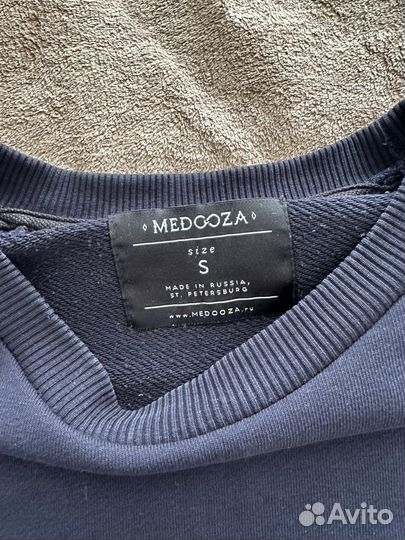 MEDOOZA
size
S
MADE IN RUSSIA,
ST. PETERSBURG
www.MEDOOZA.ru
Avito